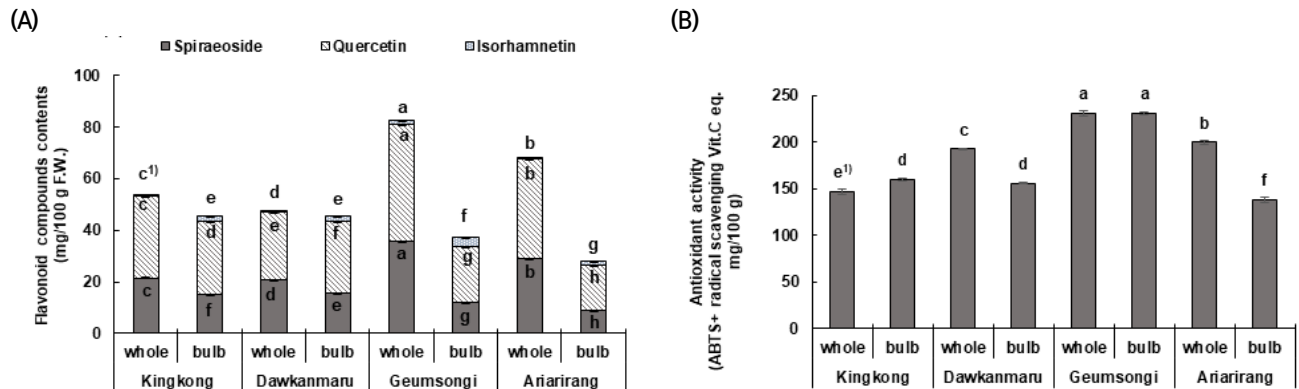 (A)
Spiraeoside Quercetin Isorhamnetin
Flavonoid compounds contents
(mg/100 g F.W.)
100
80
60
40
20
0
c1)
c
c
e
d
f
d
e
d
e
f
e
a
a
a
f
g
g
b
b
b
g
h
h
whole bulb whole bulb whole bulb whole bulb
Kingkong Dawkanmaru Geumsongi Ariarirang
(B)
Antioxidant activity
(ABTS+ radical scavenging Vit.C eq.
mg/100 g)
250
200
150
100
50
0
e1) d c d a a b f
whole bulb whole bulb whole bulb whole bulb
Kingkong Dawkanmaru Geumsongi Ariarirang